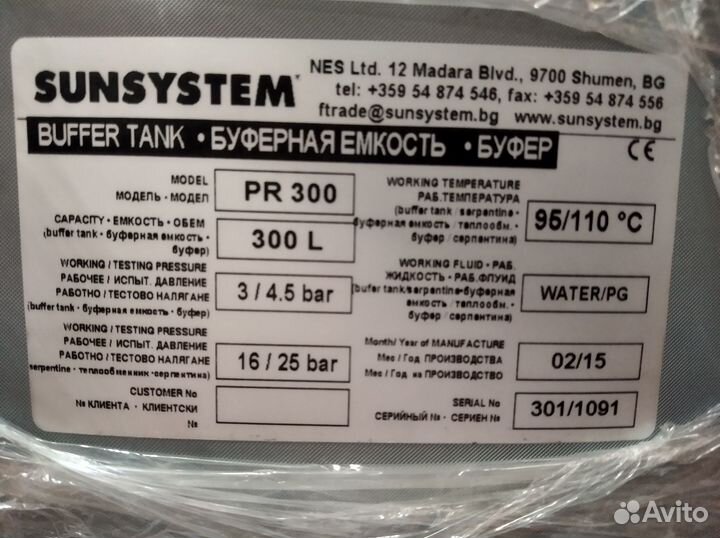 SUNSYSTEM
NES Ltd. 12 Madara Blvd., 9700 Shumen, BG
tel: +359 54 874 546, fax: +359 54 874 556
ftrade@sunsystem.bg www.sunsystem.bg
BUFFER TANK • БУФЕРНАЯ ЕМКОСТЬ • БУФЕР
CE
MODEL
МОДЕЛЬ • МОДЕЛ
PR 300
CAPACITY • ЕМКОСТЬ • ОБЕМ
(buffer tank • буферная емкость •
буфер)
300 L
WORKING / TESTING PRESSURE
РАБОЧЕЕ / ИСПЫТ. ДАВЛЕНИЕ
РАБОТНО / ТЕСТОВО НАЛЯГАНЕ
(buffer tank • буферная емкость • буфер)
3 / 4.5 bar
WORKING / TESTING PRESSURE
РАБОЧЕЕ / ИСПЫТ. ДАВЛЕНИЕ
РАБОТНО / ТЕСТОВО НАЛЯГАНЕ
(serpentine • теплообменник • серпентина)
16 / 25 bar
CUSTOMER No
№ КЛИЕНТА • КЛИЕНТСКИ
№
WORKING TEMPERATURE
РАБ. ТЕМПЕРАТУРА
(buffer tank / serpentine •
буферная емкость / теплообм. •
буфер / серпентина)
95/110 °C
WORKING FLUID • РАБ.
ЖИДКОСТЬ • РАБ. ФЛУИД
(bufer tank/serpentine•буферная
емкость / теплообм. •
буфер / серпентина)
WATER/PG
Month/ Year of MANUFACTURE
Мес / Год ПРОИЗВОДСТВА
Мес / Год на ПРОИЗВОДСТВО
02/15
SERIAL No
СЕРИЙНЫЙ № • СЕРИЕН №
301/1091
Avito